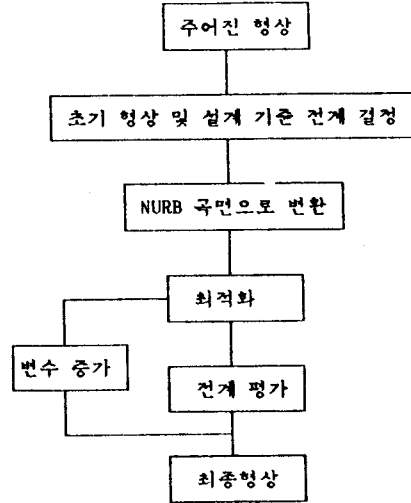 주어진 형상
초기 형상 및 설계 기준 전계 결정
NURB 곡면으로 변환
최적화
변수 증가
전계 평가
최종형상